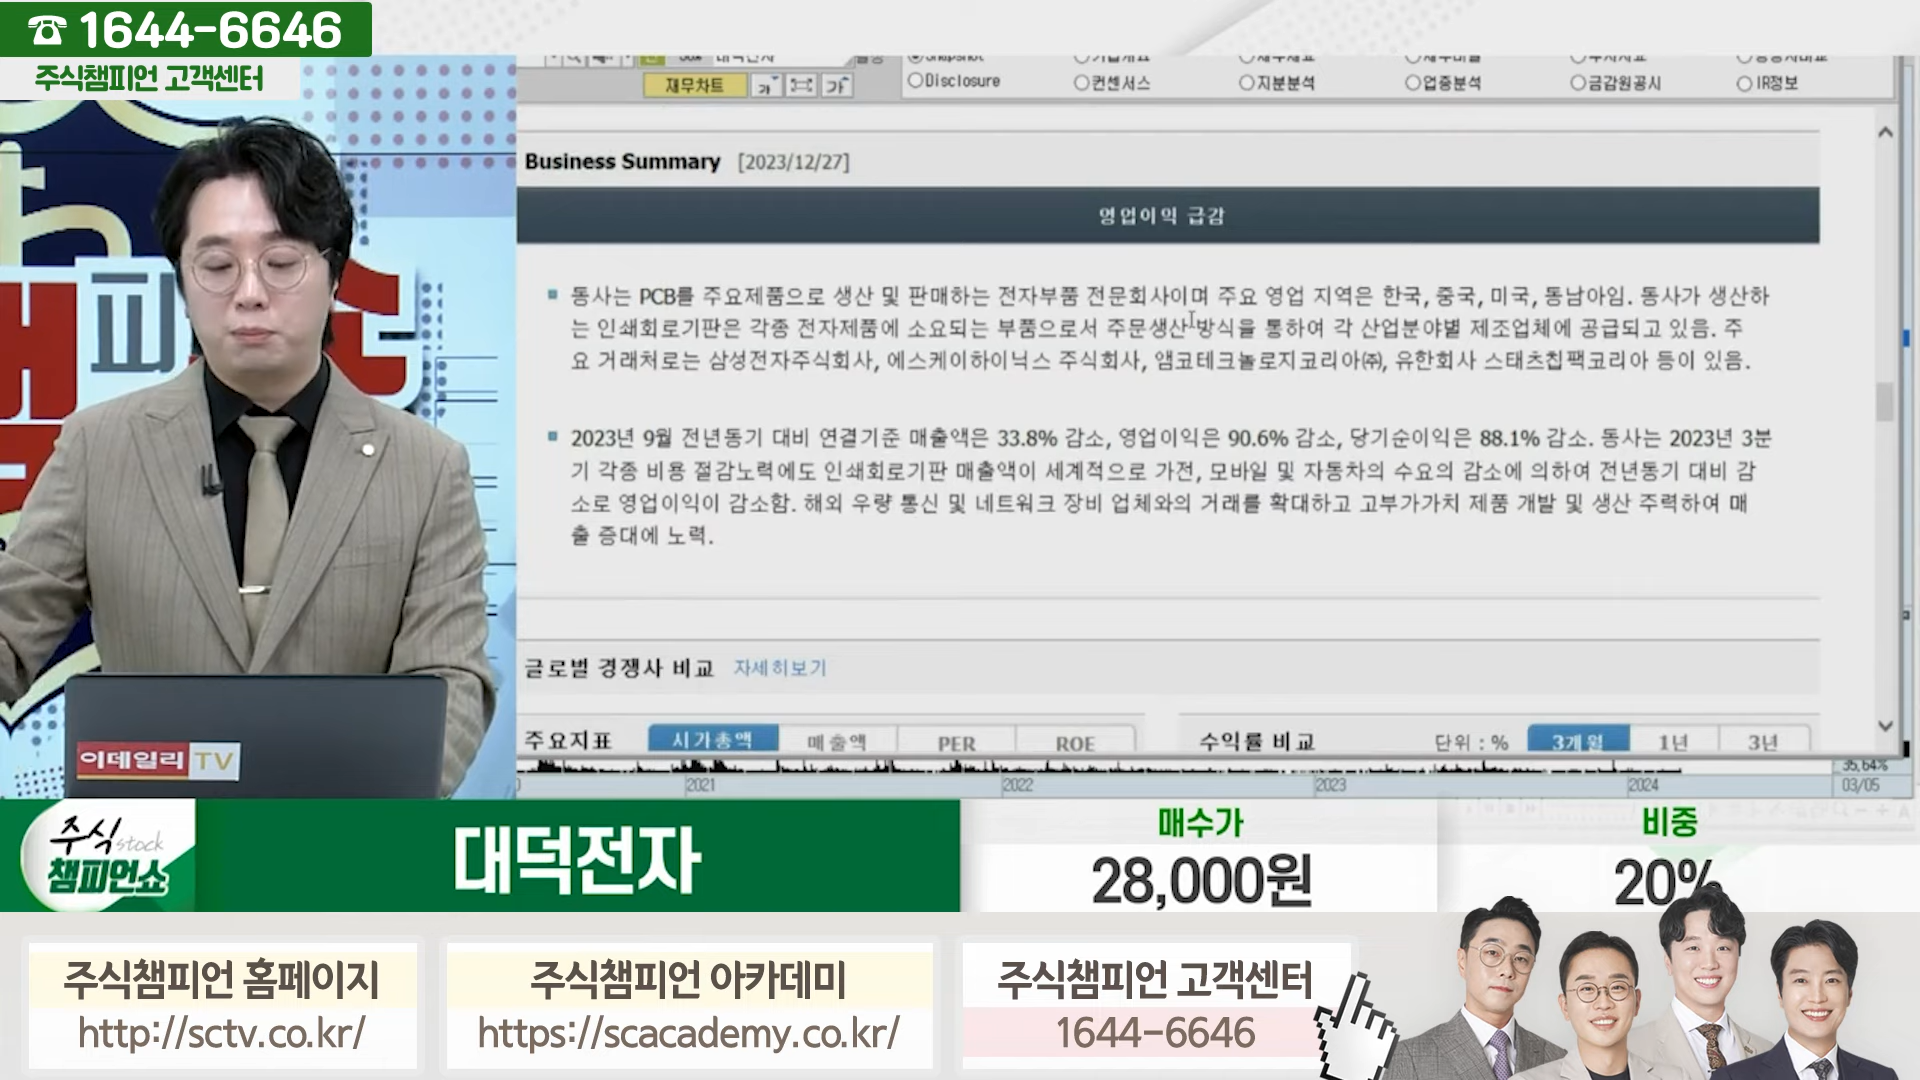 ☎ 1644-6646
주식챔피언 고객센터
대덕전자
재무차트
Snapshot
기업개요
Disclosure
컨센서스
지분분석
업종분석
금감원공시
IR정보
Business Summary [2023/12/27]
영업이익 급감
동사는 PCB를 주요제품으로 생산 및 판매하는 전자부품 전문회사이며 주요 영업 지역은 한국, 중국, 미국, 동남아임. 동사가 생산하
는 인쇄회로기판은 각종 전자제품에 소요되는 부품으로서 주문생산 방식을 통하여 각 산업분야별 제조업체에 공급되고 있음. 주
요 거래처로는 삼성전자주식회사, 에스케이하이닉스 주식회사, 앰코테크놀로지코리아㈜, 유한회사 스태츠칩팩코리아 등이 있음.
2023년 9월 전년동기 대비 연결기준 매출액은 33.8% 감소, 영업이익은 90.6% 감소, 당기순이익은 88.1% 감소. 동사는 2023년 3분
기 각종 비용 절감노력에도 인쇄회로기판 매출액이 세계적으로 가전, 모바일 및 자동차의 수요의 감소에 의하여 전년동기 대비 감
소로 영업이익이 감소함. 해외 우량 통신 및 네트워크 장비 업체와의 거래를 확대하고 고부가가치 제품 개발 및 생산 주력하여 매
출 증대에 노력.
글로벌 경쟁사 비교 자세히보기
주요지표 시가총액 매출액 PER ROE
수익률 비교 단위 : % 3개월 1년 3년
35,64%
2021 2022 2023 2024 03/05
피
이데일리 TV
주식 stock
챔피언쇼
대덕전자
매수가
28,000원
비중
20%
주식챔피언 홈페이지
http://sctv.co.kr/
주식챔피언 아카데미
https://scacademy.co.kr/
주식챔피언 고객센터
1644-6646